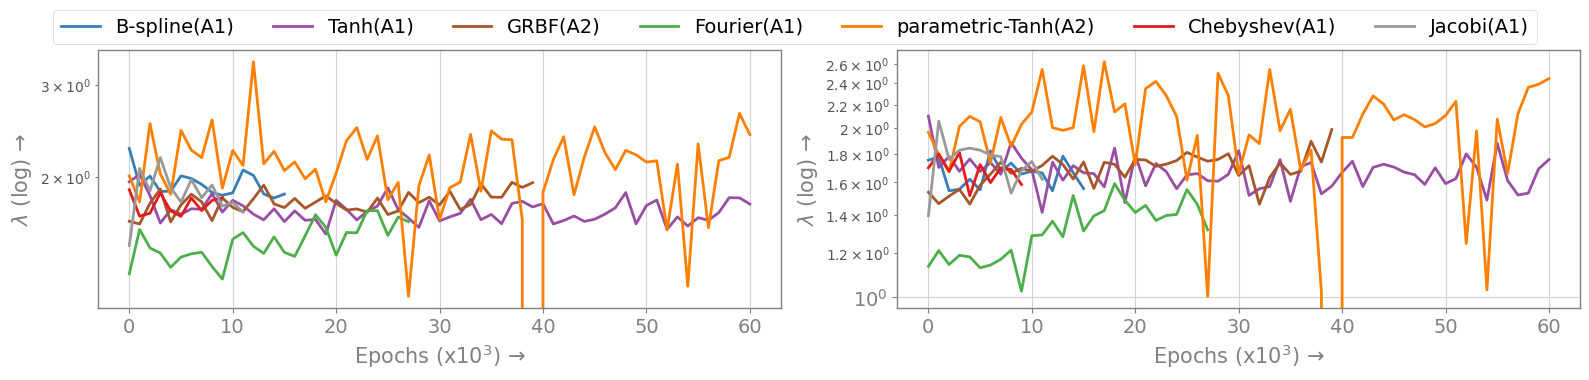 B-spline(A1) Tanh(A1) GRBF(A2) Fourier(A1) parametric-Tanh(A2) Chebyshev(A1) Jacobi(A1)
λ (log) →
3 × 10⁰
2 × 10⁰
0 10 20 30 40 50 60
Epochs (x10³) →
λ (log) →
2.6 × 10⁰
2.4 × 10⁰
2.2 × 10⁰
2 × 10⁰
1.8 × 10⁰
1.6 × 10⁰
1.4 × 10⁰
1.2 × 10⁰
10⁰
0 10 20 30 40 50 60
Epochs (x10³) →